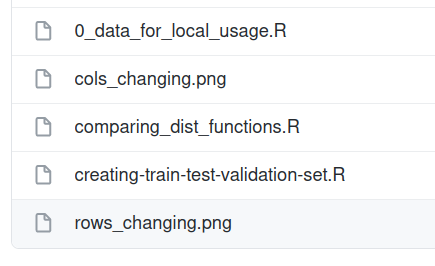 0_data_for_local_usage.R
cols_changing.png
comparing_dist_functions.R
creating-train-test-validation-set.R
rows_changing.png